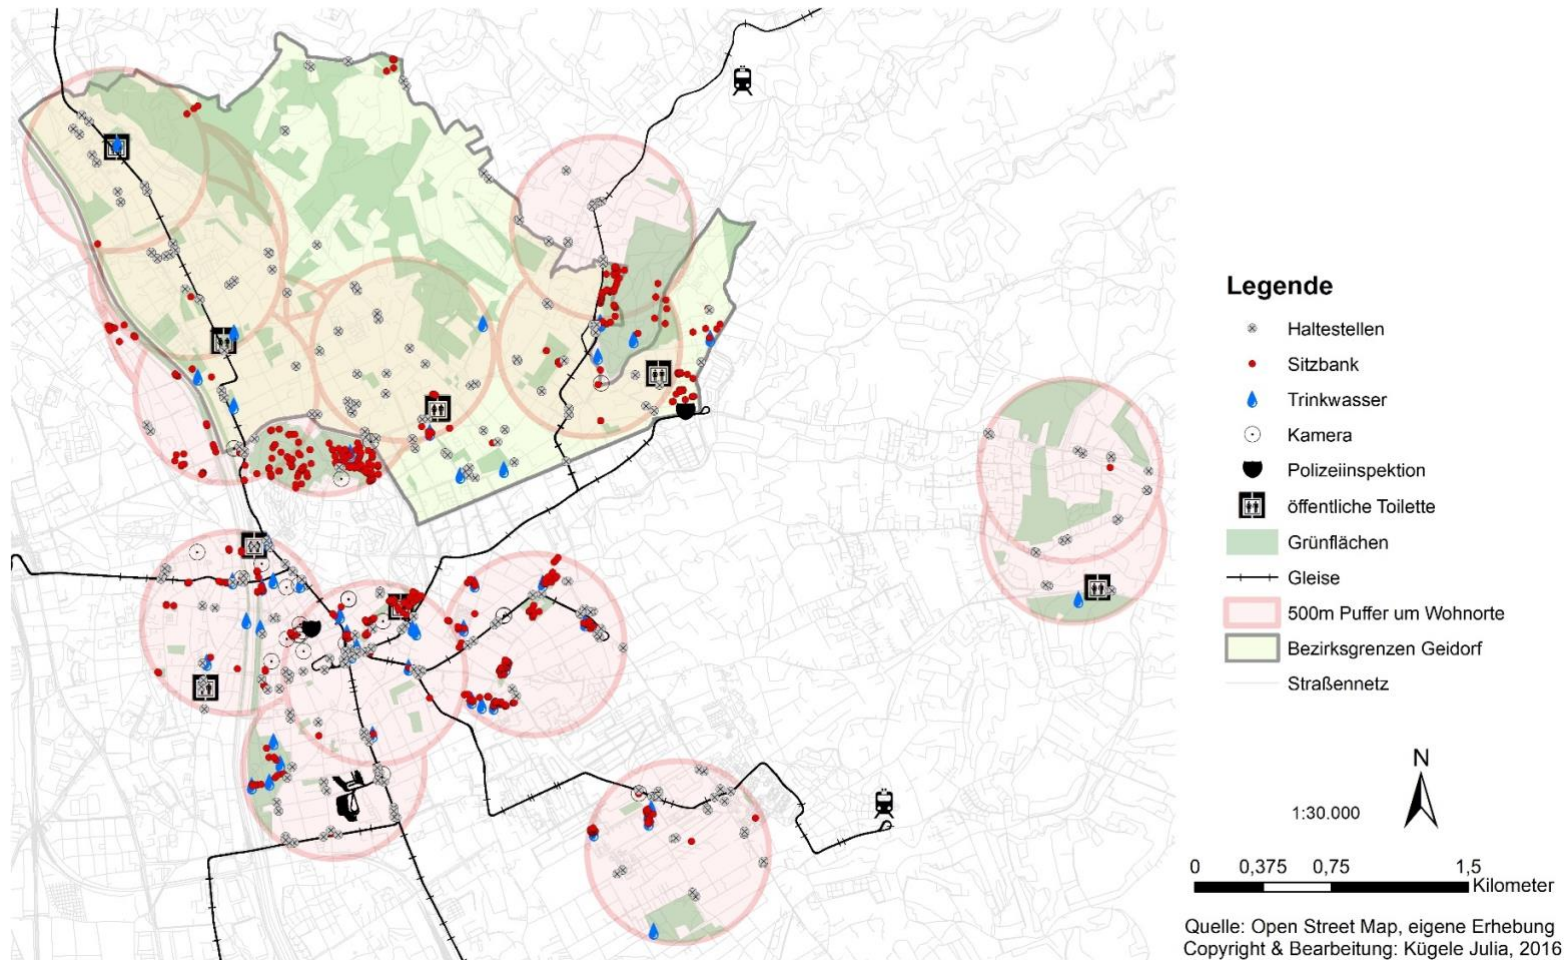 Legende
Haltestellen
Sitzbank
Trinkwasser
Kamera
Polizeiinspektion
öffentliche Toilette
Grünflächen
Gleise
500m Puffer um Wohnorte
Bezirksgrenzen Geidorf
Straßennetz
N
1:30.000
0 0,375 0,75 1,5
Kilometer
Quelle: Open Street Map, eigene Erhebung
Copyright & Bearbeitung: Kügele Julia, 2016